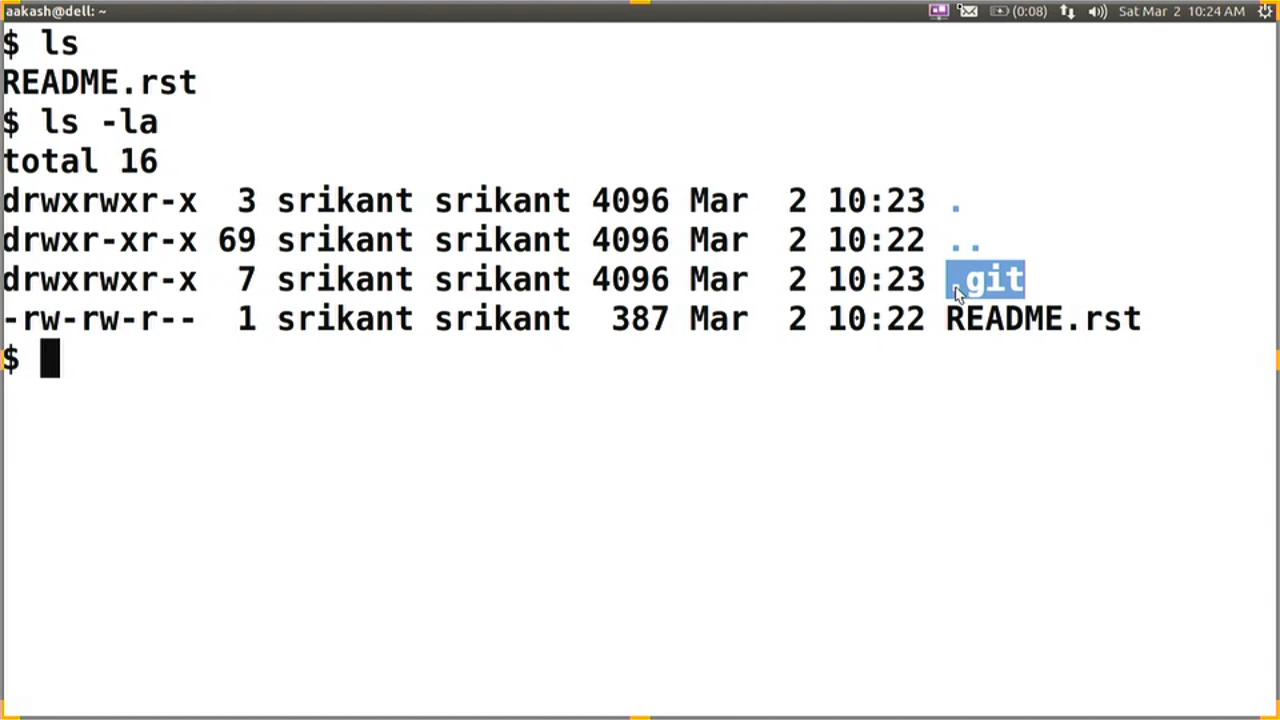 aakash@dell: ~ (0:08) Sat Mar 2 10:24 AM
$ ls
README.rst
$ ls -la
total 16
drwxrwxr-x  3 srikant srikant 4096 Mar  2 10:23 .
drwxr-xr-x 69 srikant srikant 4096 Mar  2 10:22 ..
drwxrwxr-x  7 srikant srikant 4096 Mar  2 10:23 .git
-rw-rw-r--  1 srikant srikant  387 Mar  2 10:22 README.rst
$